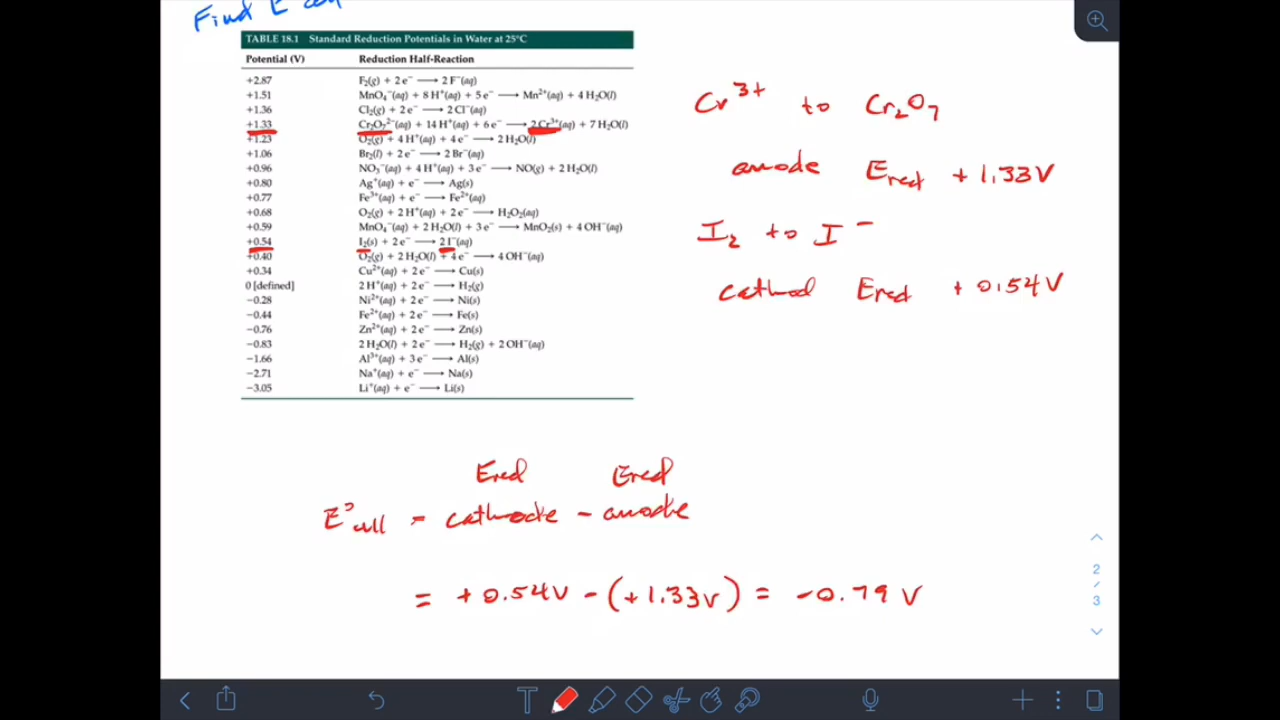 Find E
TABLE 18.1 Standard Reduction Potentials in Water at 25°C
Potential (V) Reduction Half-Reaction
+2.87 F₂(g) + 2 e⁻ ⟶ 2 F⁻(aq)
+1.51 MnO₄⁻(aq) + 8 H⁺(aq) + 5 e⁻ ⟶ Mn²⁺(aq) + 4 H₂O(l)
+1.36 Cl₂(g) + 2 e⁻ ⟶ 2 Cl⁻(aq)
+1.33 Cr₂O₇²⁻(aq) + 14 H⁺(aq) + 6 e⁻ ⟶ 2 Cr³⁺(aq) + 7 H₂O(l)
+1.23 O₂(g) + 4 H⁺(aq) + 4 e⁻ ⟶ 2 H₂O(l)
+1.06 Br₂(l) + 2 e⁻ ⟶ 2 Br⁻(aq)
+0.96 NO₃⁻(aq) + 4 H⁺(aq) + 3 e⁻ ⟶ NO(g) + 2 H₂O(l)
+0.80 Ag⁺(aq) + e⁻ ⟶ Ag(s)
+0.77 Fe³⁺(aq) + e⁻ ⟶ Fe²⁺(aq)
+0.68 O₂(g) + 2 H⁺(aq) + 2 e⁻ ⟶ H₂O₂(aq)
+0.59 MnO₄⁻(aq) + 2 H₂O(l) + 3 e⁻ ⟶ MnO₂(s) + 4 OH⁻(aq)
+0.54 I₂(s) + 2 e⁻ ⟶ 2 I⁻(aq)
+0.40 O₂(g) + 2 H₂O(l) + 4 e⁻ ⟶ 4 OH⁻(aq)
+0.34 Cu²⁺(aq) + 2 e⁻ ⟶ Cu(s)
0 [defined] 2 H⁺(aq) + 2 e⁻ ⟶ H₂(g)
−0.28 Ni²⁺(aq) + 2 e⁻ ⟶ Ni(s)
−0.44 Fe²⁺(aq) + 2 e⁻ ⟶ Fe(s)
−0.76 Zn²⁺(aq) + 2 e⁻ ⟶ Zn(s)
−0.83 2 H₂O(l) + 2 e⁻ ⟶ H₂(g) + 2 OH⁻(aq)
−1.66 Al³⁺(aq) + 3 e⁻ ⟶ Al(s)
−2.71 Na⁺(aq) + e⁻ ⟶ Na(s)
−3.05 Li⁺(aq) + e⁻ ⟶ Li(s)
Cr³⁺ to Cr₂O₇
anode Ered +1.33V
I₂ to I⁻
cathod Ered +0.54V
Ered Ered
E°cell = cathode - anode
= +0.54V - (+1.33V) = -0.79 V
2
/
3
T